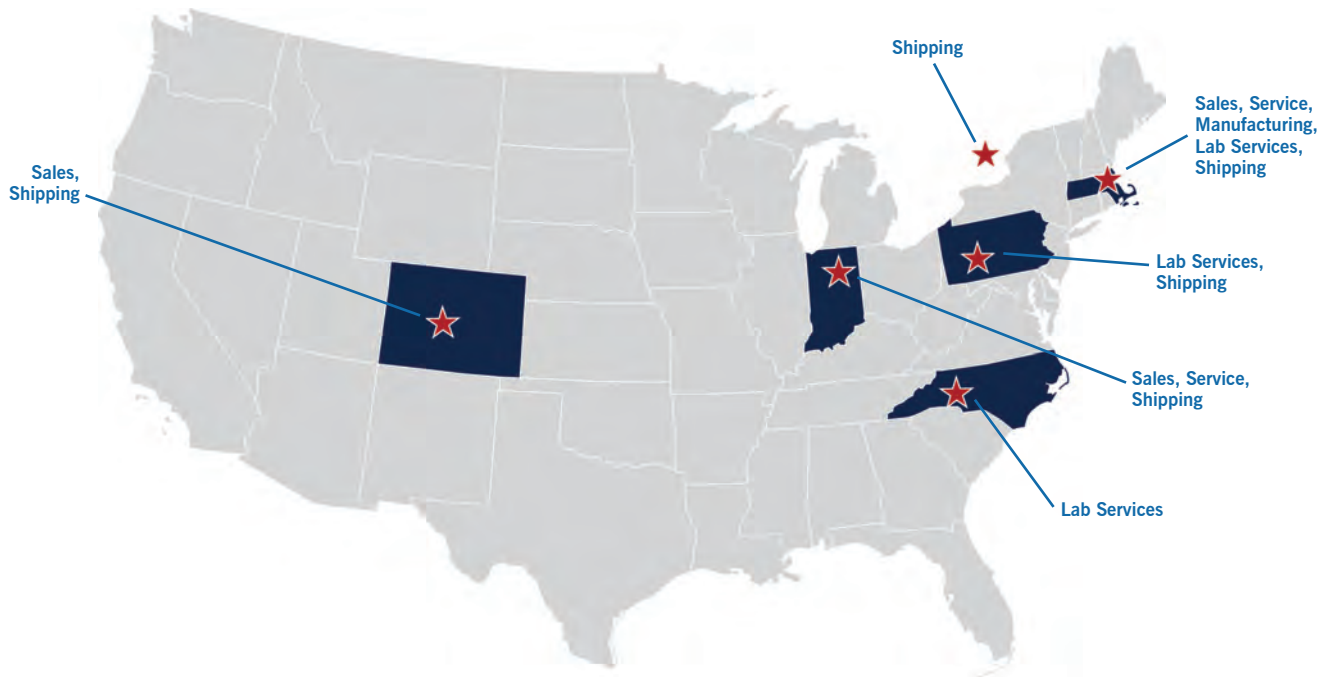 Shipping
Sales, Service,
Manufacturing,
Lab Services,
Shipping
Sales,
Shipping
Lab Services,
Shipping
Sales, Service,
Shipping
Lab Services